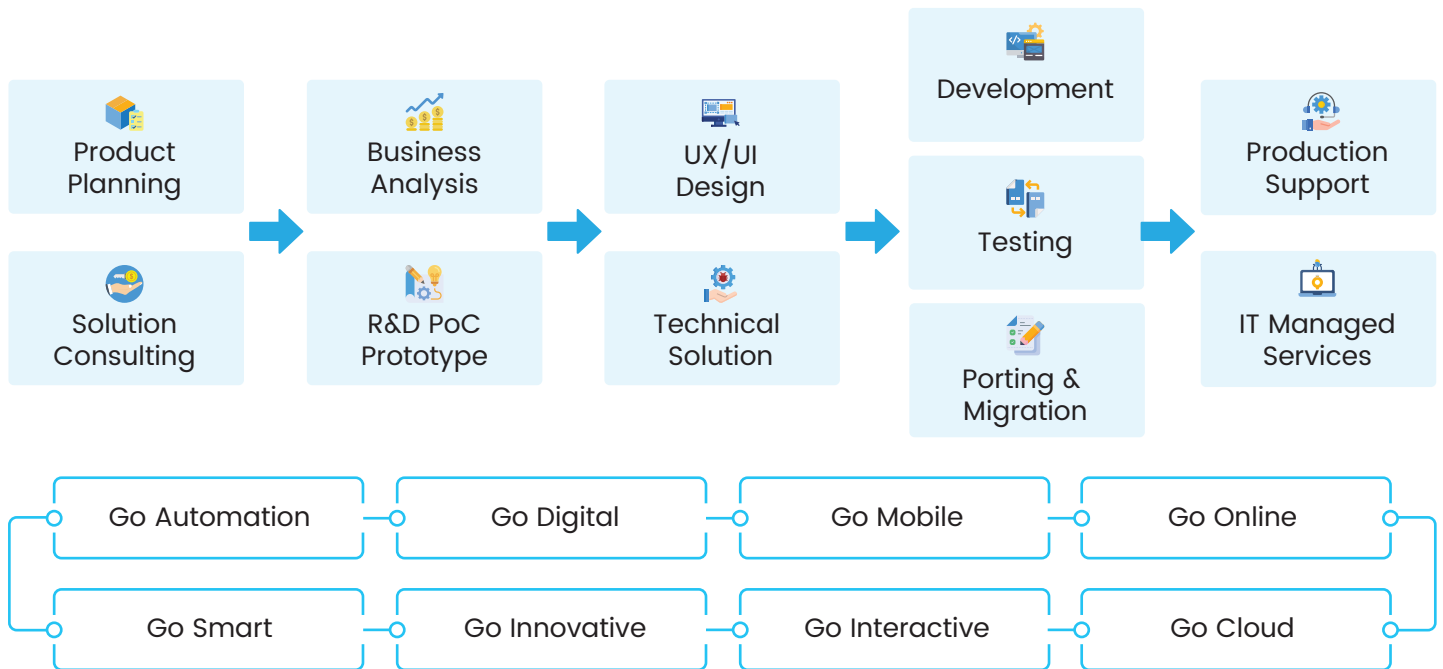 Product
Planning
Solution
Consulting
Business
Analysis
R&D PoC
Prototype
UX/UI
Design
Technical
Solution
Development
Testing
Porting &
Migration
Production
Support
IT Managed
Services
Go Automation
Go Digital
Go Mobile
Go Online
Go Smart
Go Innovative
Go Interactive
Go Cloud